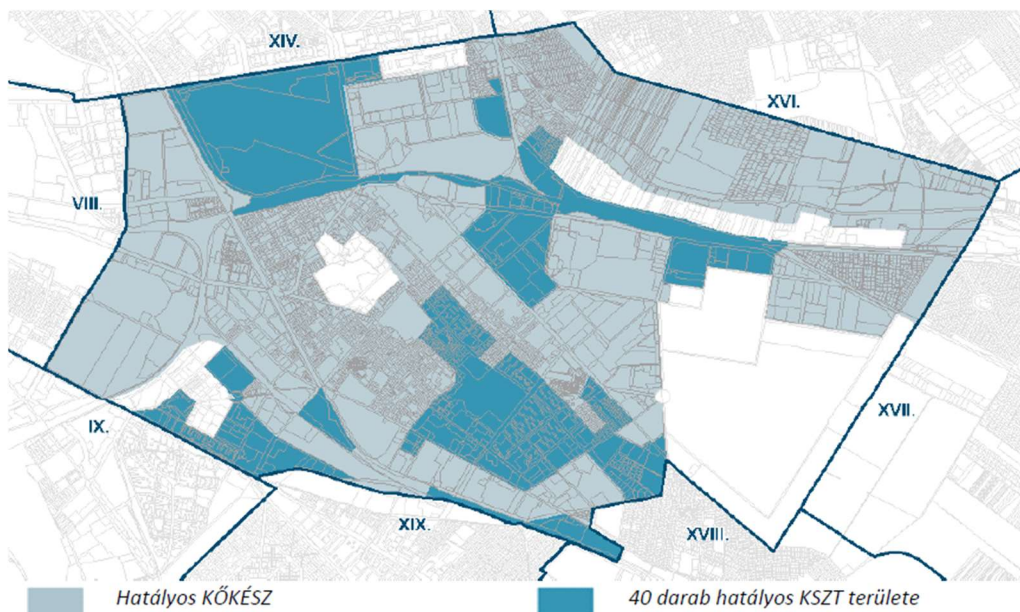 XIV.
XVI.
VIII.
XVII.
IX.
XIX.
XVIII.
Hatályos KŐKÉSZ
40 darab hatályos KSZT területe